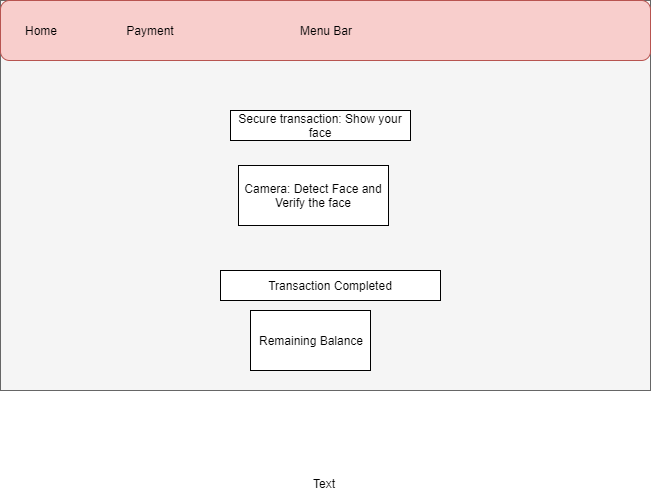 Home Payment Menu Bar
Secure transaction: Show your
face
Camera: Detect Face and
Verify the face
Transaction Completed
Remaining Balance
Text